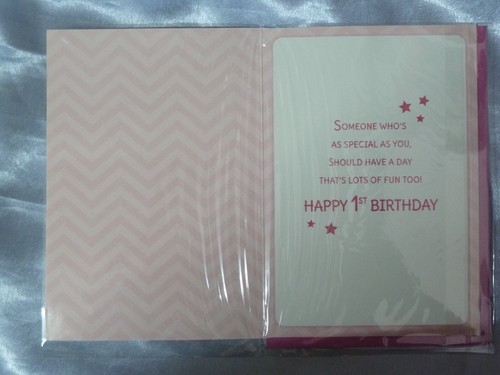 Someone who's
as special as you,
should have a day
that's lots of fun too!
HAPPY 1ST BIRTHDAY